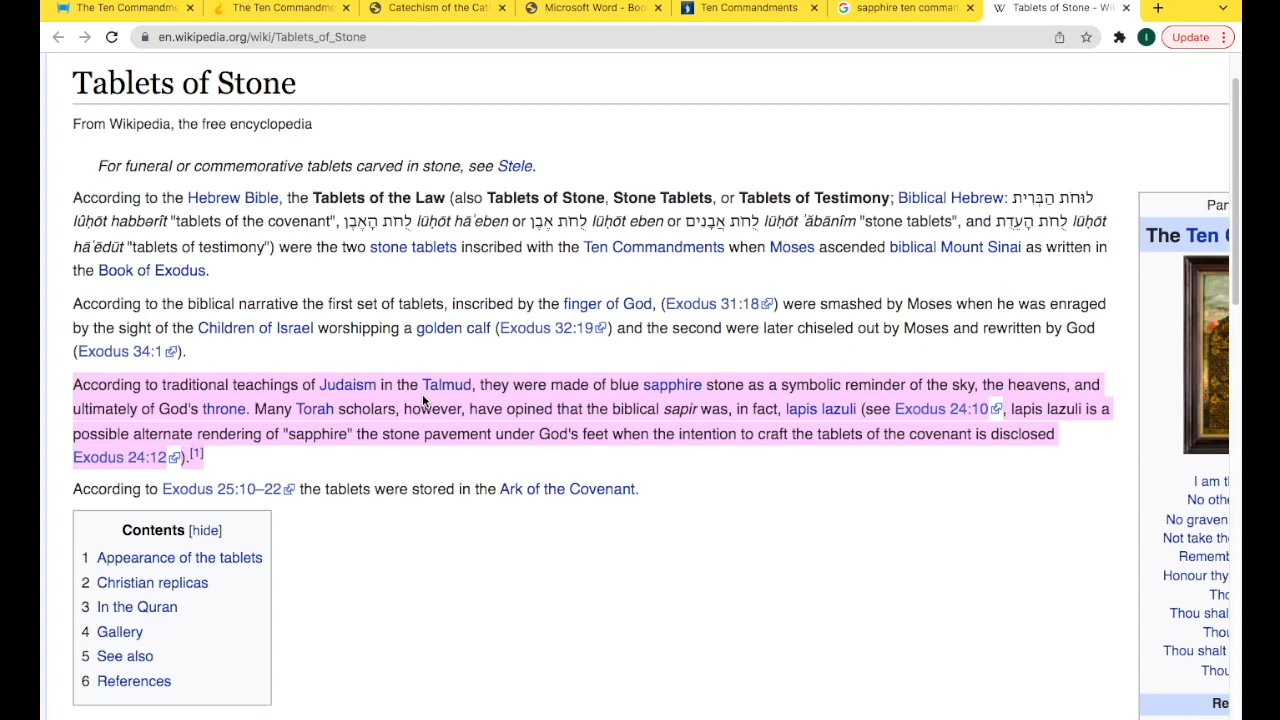 The Ten Commandme
The Ten Commandme
Catechism of the Cat
Microsoft Word - Boo
Ten Commandments
sapphire ten comman
Tablets of Stone - Wi
en.wikipedia.org/wiki/Tablets_of_Stone
I
Update
Tablets of Stone
From Wikipedia, the free encyclopedia
For funeral or commemorative tablets carved in stone, see Stele.
According to the Hebrew Bible, the Tablets of the Law (also Tablets of Stone, Stone Tablets, or Tablets of Testimony; Biblical Hebrew: לוּחֹת הַבְּרִית
lûḥōt habbǝrît "tablets of the covenant", לֻחֹת הָאֶבֶן lūḥōt hāʾeben or לֻחֹת אֶבֶן lūḥōt eben or לֻחֹת אֲבָנִים lūḥōt ʾăbānîm "stone tablets", and לֻחֹת הָעֵדֻת lūḥōt
hāʿēdūt "tablets of testimony") were the two stone tablets inscribed with the Ten Commandments when Moses ascended biblical Mount Sinai as written in
the Book of Exodus.
According to the biblical narrative the first set of tablets, inscribed by the finger of God, (Exodus 31:18) were smashed by Moses when he was enraged
by the sight of the Children of Israel worshipping a golden calf (Exodus 32:19) and the second were later chiseled out by Moses and rewritten by God
(Exodus 34:1).
According to traditional teachings of Judaism in the Talmud, they were made of blue sapphire stone as a symbolic reminder of the sky, the heavens, and
ultimately of God's throne. Many Torah scholars, however, have opined that the biblical sapir was, in fact, lapis lazuli (see Exodus 24:10, lapis lazuli is a
possible alternate rendering of "sapphire" the stone pavement under God's feet when the intention to craft the tablets of the covenant is disclosed
Exodus 24:12).[1]
According to Exodus 25:10–22 the tablets were stored in the Ark of the Covenant.
Contents [hide]
1 Appearance of the tablets
2 Christian replicas
3 In the Quran
4 Gallery
5 See also
6 References
Par
The Ten
I am t
No oth
No graven
Not take th
Rememb
Honour thy
Tho
Thou shal
Thou
Thou shalt
Thou
Re